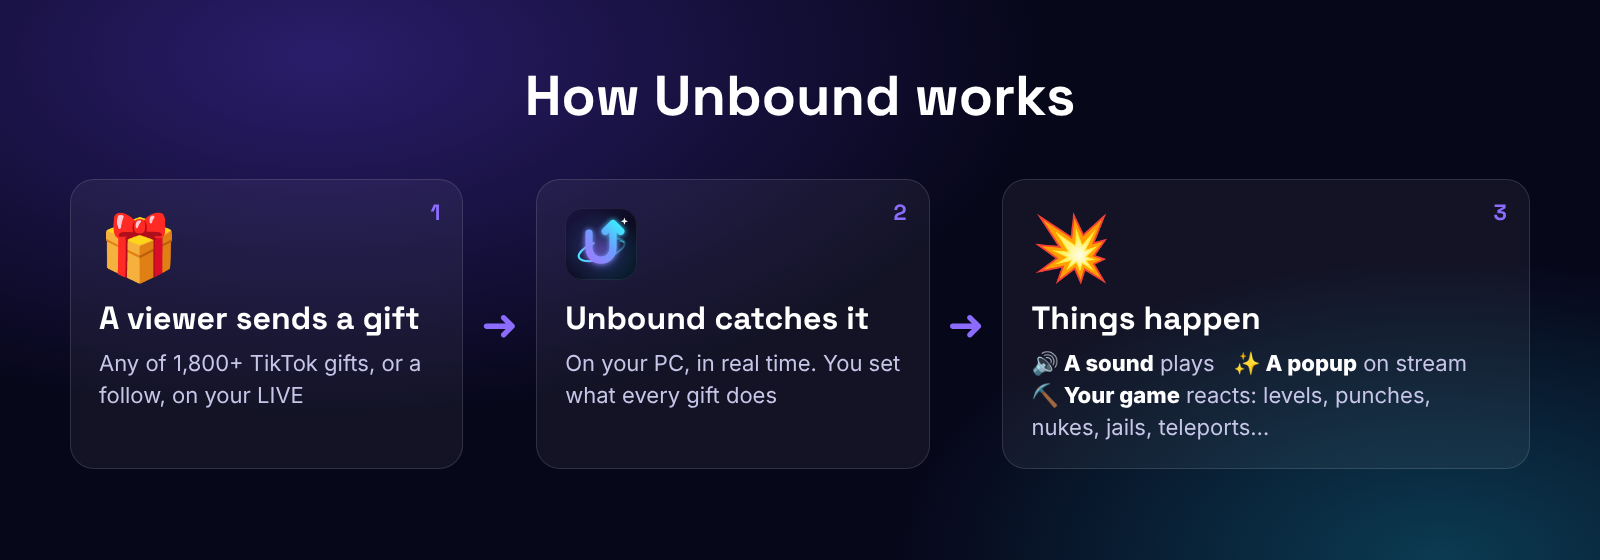 How Unbound works
1
A viewer sends a gift
Any of 1,800+ TikTok gifts, or a
follow, on your LIVE
2
Unbound catches it
On your PC, in real time. You set
what every gift does
3
Things happen
🔊 A sound plays ✨ A popup on stream
⛏️ Your game reacts: levels, punches,
nukes, jails, teleports...